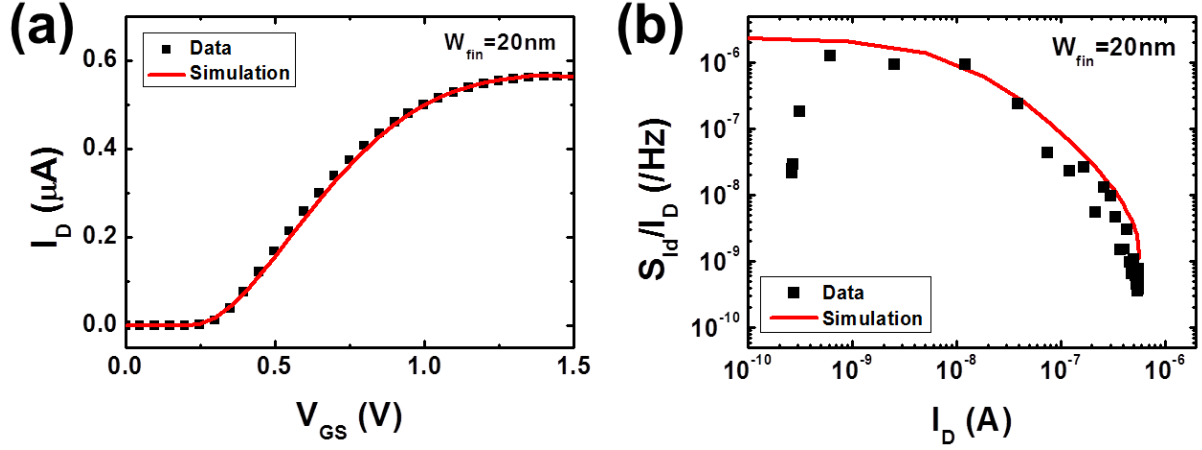 (a)
Data
Simulation
W_fin=20nm
0.6
0.4
0.2
0.0
I_D (μA)
0.0 0.5 1.0 1.5
V_GS (V)
(b)
W_fin=20nm
10^-6
10^-7
10^-8
10^-9
10^-10
S_Id/I_D (/Hz)
Data
Simulation
10^-10 10^-9 10^-8 10^-7 10^-6
I_D (A)